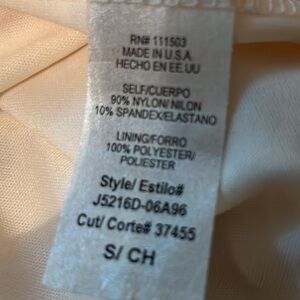 RN# 111503
MADE IN U.S.A.
HECHO EN EE.UU
SELF/CUERPO
90% NYLON/NILON
10% SPANDEX/ELASTANO
LINING/FORRO
100% POLYESTER/
POLIESTER
Style/ Estilo#
J5216D-06A96
Cut/ Corte# 37455
S/ CH